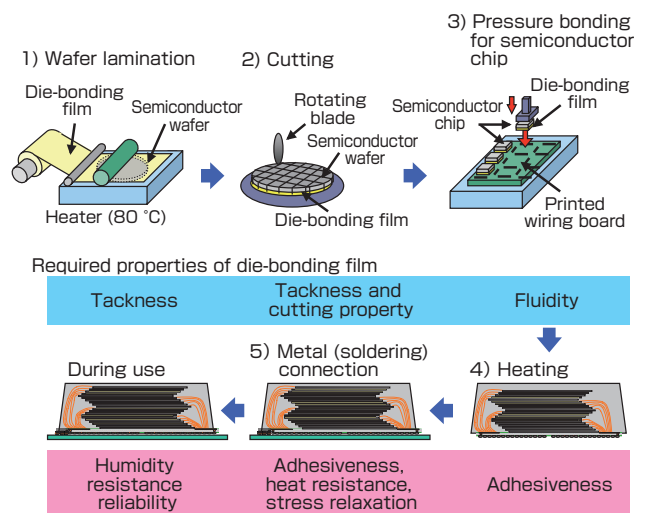 1) Wafer lamination
Die-bonding
film
Semiconductor
wafer
Heater (80 °C)
2) Cutting
Rotating
blade
Semiconductor
wafer
Die-bonding film
3) Pressure bonding
for semiconductor
chip
Die-bonding
film
Semiconductor
chip
Printed
wiring board
Required properties of die-bonding film
Tackness
Tackness and
cutting property
Fluidity
During use
5) Metal (soldering)
connection
4) Heating
Humidity
resistance
reliability
Adhesiveness,
heat resistance,
stress relaxation
Adhesiveness